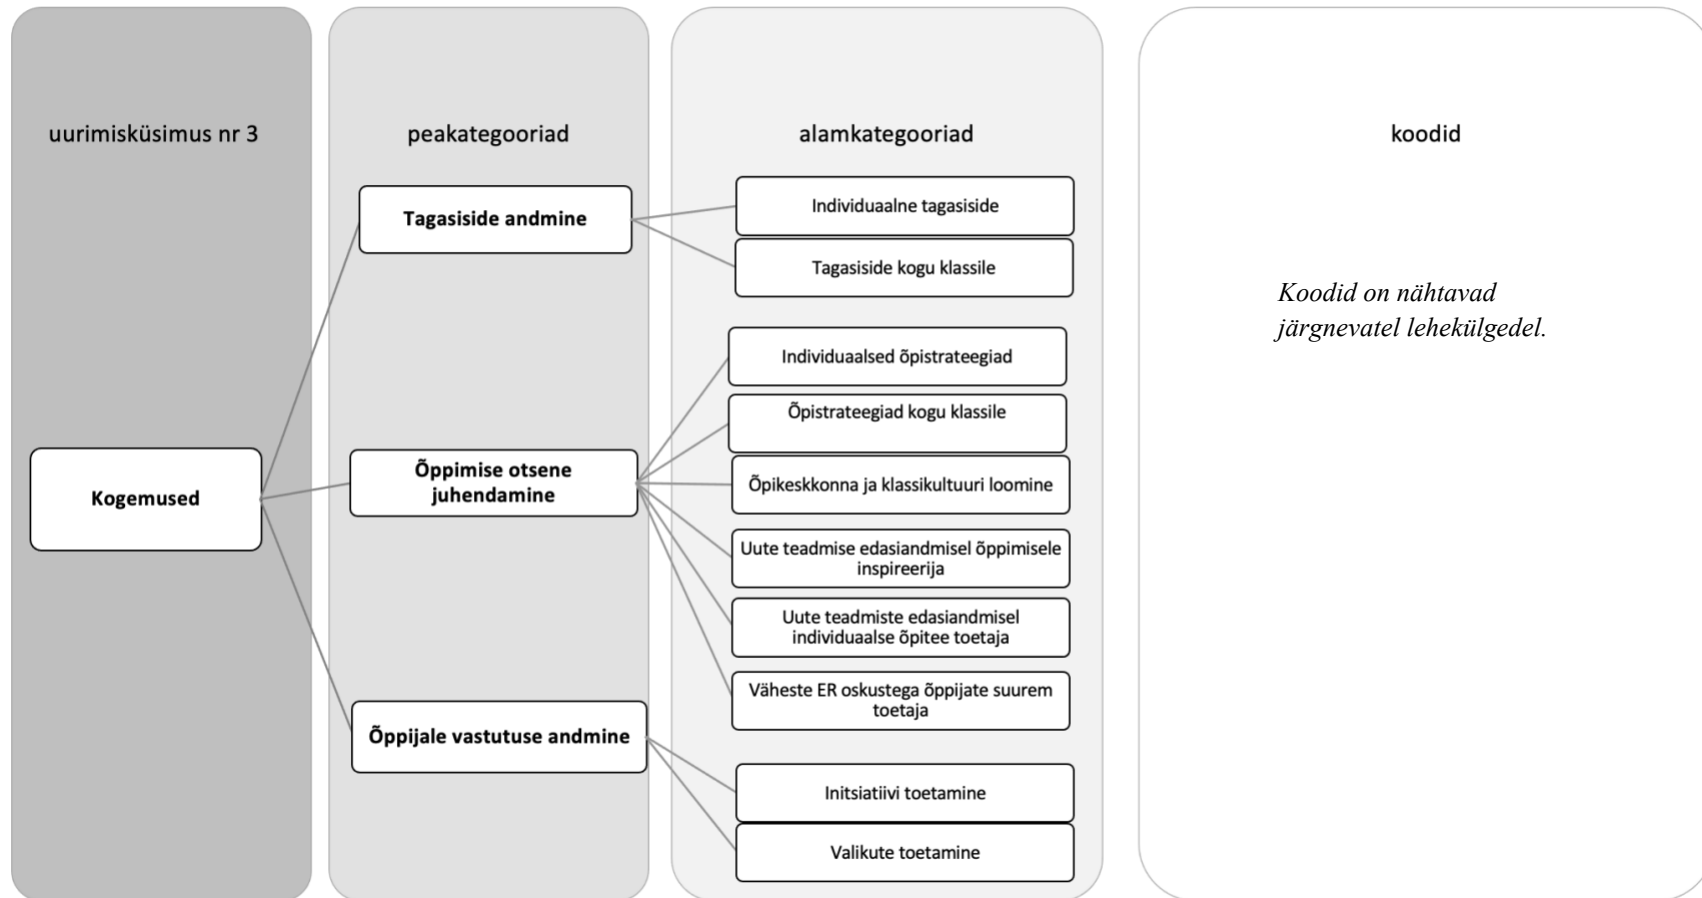 uurimisküsimus nr 3
peakategooriad
alamkategooriad
koodid
Kogemused
Tagasiside andmine
Individuaalne tagasiside
Tagasiside kogu klassile
Õppimise otsene
juhendamine
Individuaalsed õpistrateegiad
Õpistrateegiad kogu klassile
Õpikeskkonna ja klassikultuuri loomine
Uute teadmise edasiandmisel õppimisele
inspireerija
Uute teadmiste edasiandmisel
individuaalse õpitee toetaja
Väheste ER oskustega õppijate suurem
toetaja
Õppijale vastutuse andmine
Initsiatiivi toetamine
Valikute toetamine
Koodid on nähtavad
järgnevatel lehekülgedel.